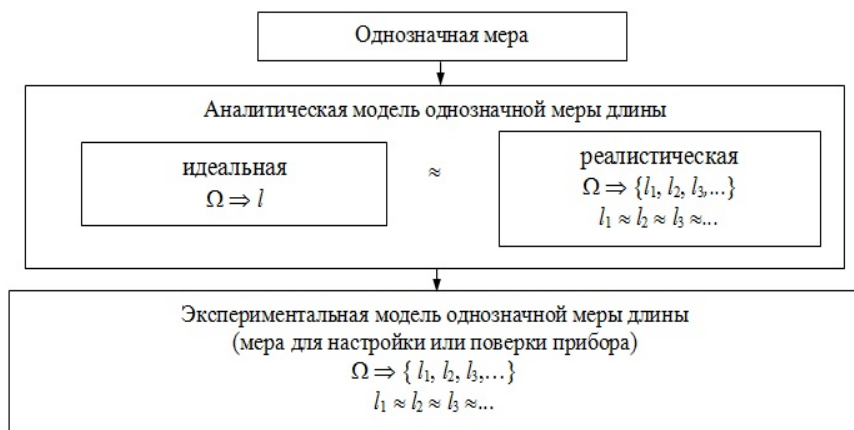 Однозначная мера
Аналитическая модель однозначной меры длины
идеальная
Ω ⇒ l
≈
реалистическая
Ω ⇒ {l₁, l₂, l₃,...}
l₁ ≈ l₂ ≈ l₃ ≈...
Экспериментальная модель однозначной меры длины
(мера для настройки или поверки прибора)
Ω ⇒ { l₁, l₂, l₃,...}
l₁ ≈ l₂ ≈ l₃ ≈...